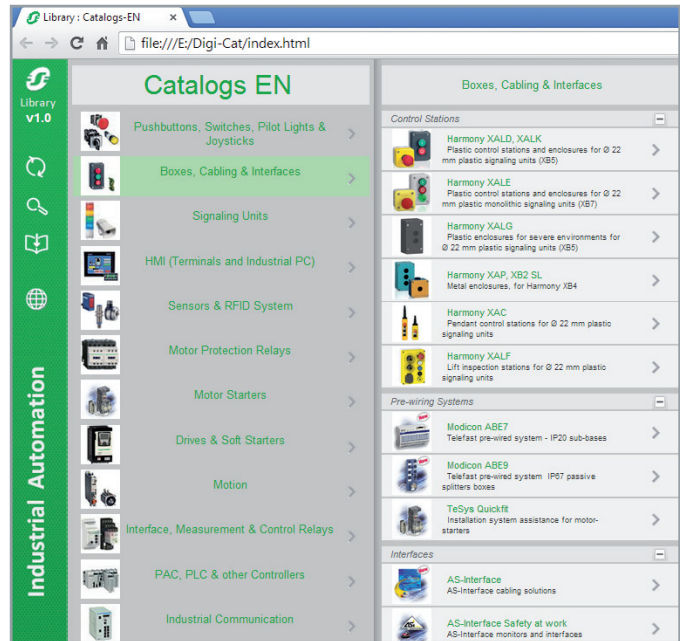 Library : Catalogs-EN
file:///E:/Digi-Cat/index.html
Library
v1.0
Industrial Automation
Catalogs EN
Pushbuttons, Switches, Pilot Lights &
Joysticks
Boxes, Cabling & Interfaces
Signaling Units
HMI (Terminals and Industrial PC)
Sensors & RFID System
Motor Protection Relays
Motor Starters
Drives & Soft Starters
Motion
Interface, Measurement & Control Relays
PAC, PLC & other Controllers
Industrial Communication
Boxes, Cabling & Interfaces
Control Stations
Harmony XALD, XALK
Plastic control stations and enclosures for Ø 22
mm plastic signaling units (XB5)
Harmony XALE
Plastic control stations and enclosures for Ø 22
mm plastic monolithic signaling units (XB7)
Harmony XALG
Plastic enclosures for severe environments for
Ø 22 mm plastic signaling units (XB5)
Harmony XAP, XB2 SL
Metal enclosures, for Harmony XB4
Harmony XAC
Pendant control stations for Ø 22 mm plastic
signaling units
Harmony XALF
Lift inspection stations for Ø 22 mm plastic
signaling units
Pre-wiring Systems
Modicon ABE7
Telefast pre-wired system - IP20 sub-bases
Modicon ABE9
Telefast pre-wired system IP67 passive
splitters boxes
TeSys Quickfit
Installation system assistance for motor-
starters
Interfaces
AS-Interface
AS-Interface cabling solutions
AS-Interface Safety at work
AS-Interface monitors and interfaces